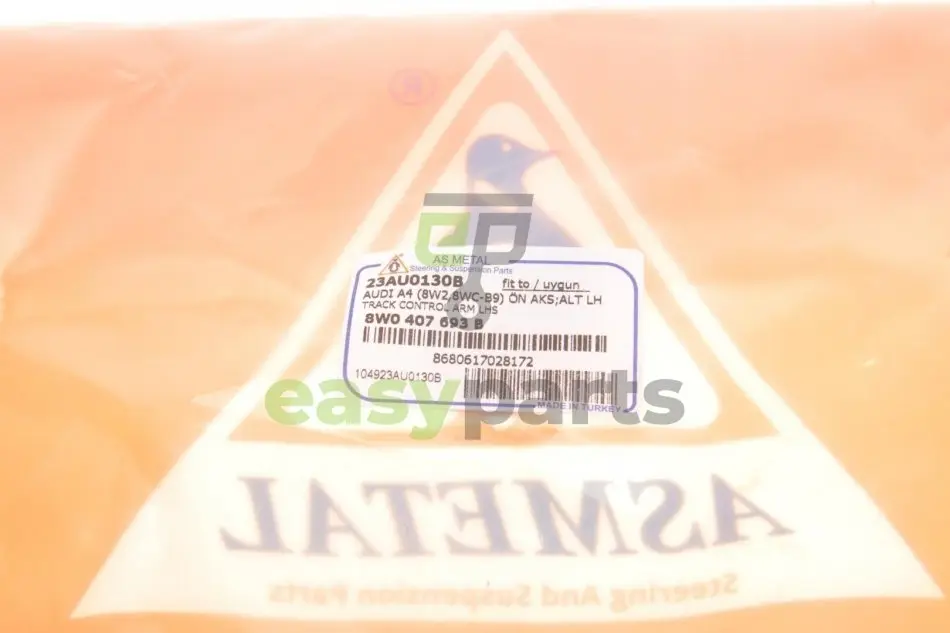 AS METAL
Steering & Suspension Parts
23AU0130B fit to / uygun
AUDI A4 (8W2,8WC-B9) ÖN AKS;ALT LH
TRACK CONTROL ARM LHS
8W0 407 693 B
8680617028172
104923AU0130B
MADE IN TURKEY
easyparts
ASMETAL
Steering And Suspension Parts